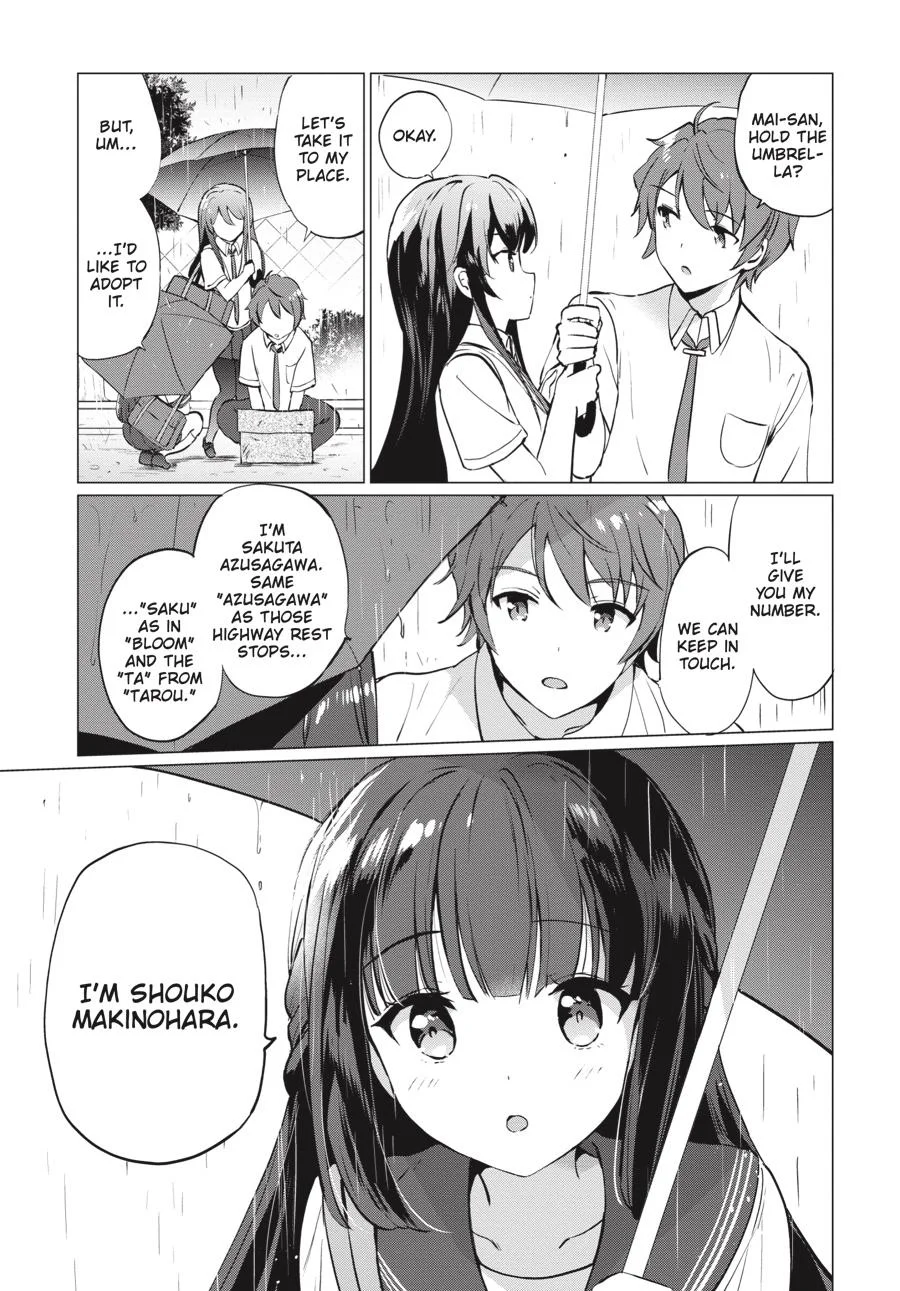 MAI-SAN,
HOLD THE
UMBREL-
LA?
OKAY.
LET'S
TAKE IT
TO MY
PLACE.
BUT,
UM...
...I'D
LIKE TO
ADOPT
IT.
I'LL
GIVE
YOU MY
NUMBER.
WE CAN
KEEP IN
TOUCH.
I'M
SAKUTA
AZUSAGAWA.
SAME
"AZUSAGAWA"
AS THOSE
HIGHWAY REST
STOPS...
..."SAKU"
AS IN
"BLOOM"
AND THE
"TA" FROM
"TAROU."
I'M SHOUKO
MAKINOHARA.